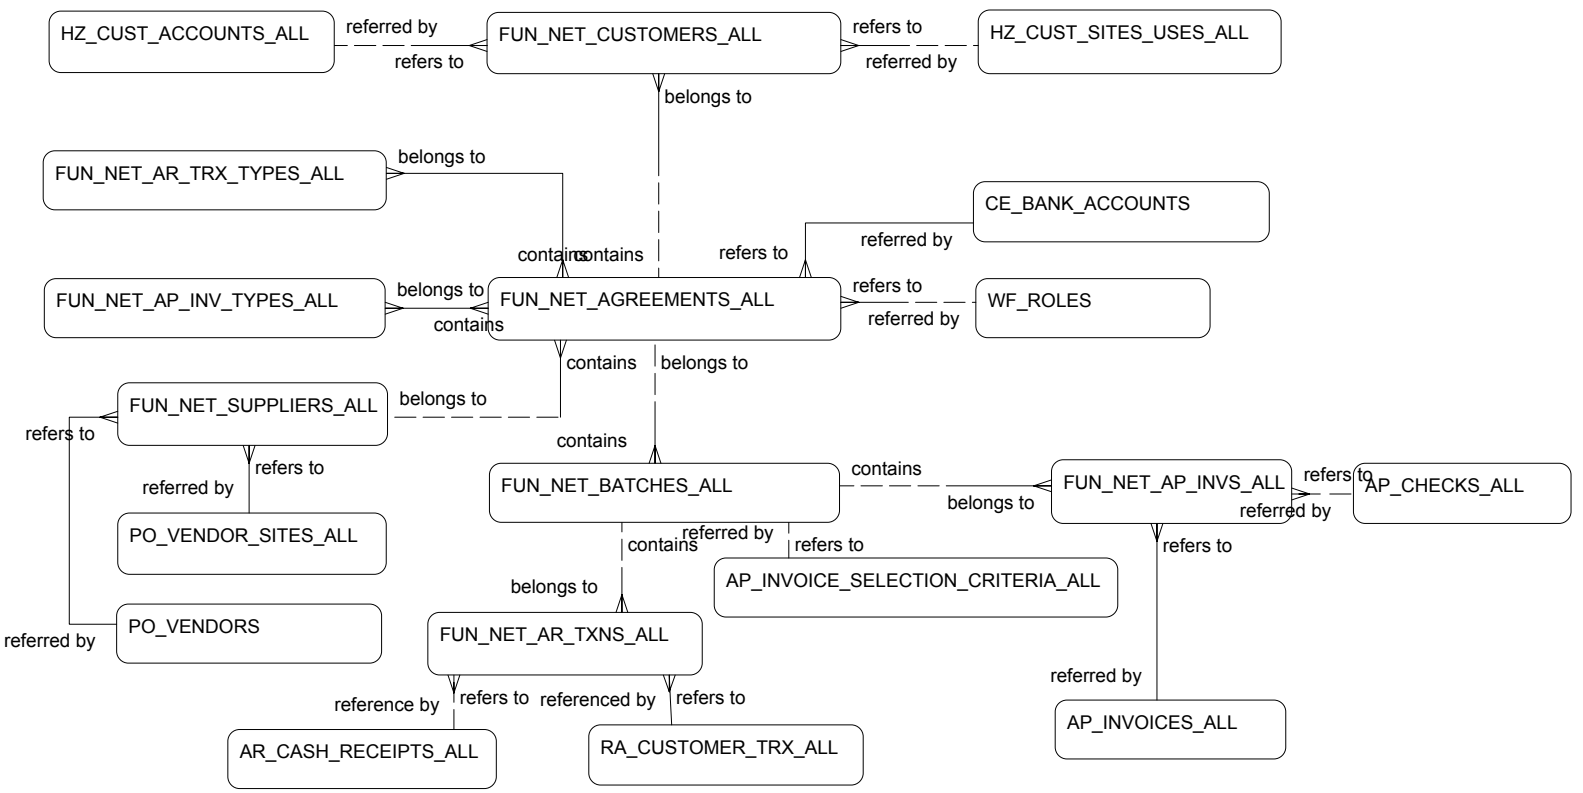 HZ_CUST_ACCOUNTS_ALL
referred by
refers to
FUN_NET_CUSTOMERS_ALL
refers to
referred by
HZ_CUST_SITES_USES_ALL
belongs to
FUN_NET_AR_TRX_TYPES_ALL
belongs to
contains
contains
CE_BANK_ACCOUNTS
referred by
refers to
FUN_NET_AP_INV_TYPES_ALL
belongs to
contains
FUN_NET_AGREEMENTS_ALL
refers to
referred by
WF_ROLES
contains
belongs to
FUN_NET_SUPPLIERS_ALL
belongs to
refers to
refers to
referred by
contains
PO_VENDOR_SITES_ALL
FUN_NET_BATCHES_ALL
contains
belongs to
FUN_NET_AP_INVS_ALL
refers to
referred by
AP_CHECKS_ALL
contains
referred by
refers to
refers to
AP_INVOICE_SELECTION_CRITERIA_ALL
belongs to
PO_VENDORS
referred by
FUN_NET_AR_TXNS_ALL
reference by
refers to
referenced by
refers to
referred by
AR_CASH_RECEIPTS_ALL
RA_CUSTOMER_TRX_ALL
AP_INVOICES_ALL